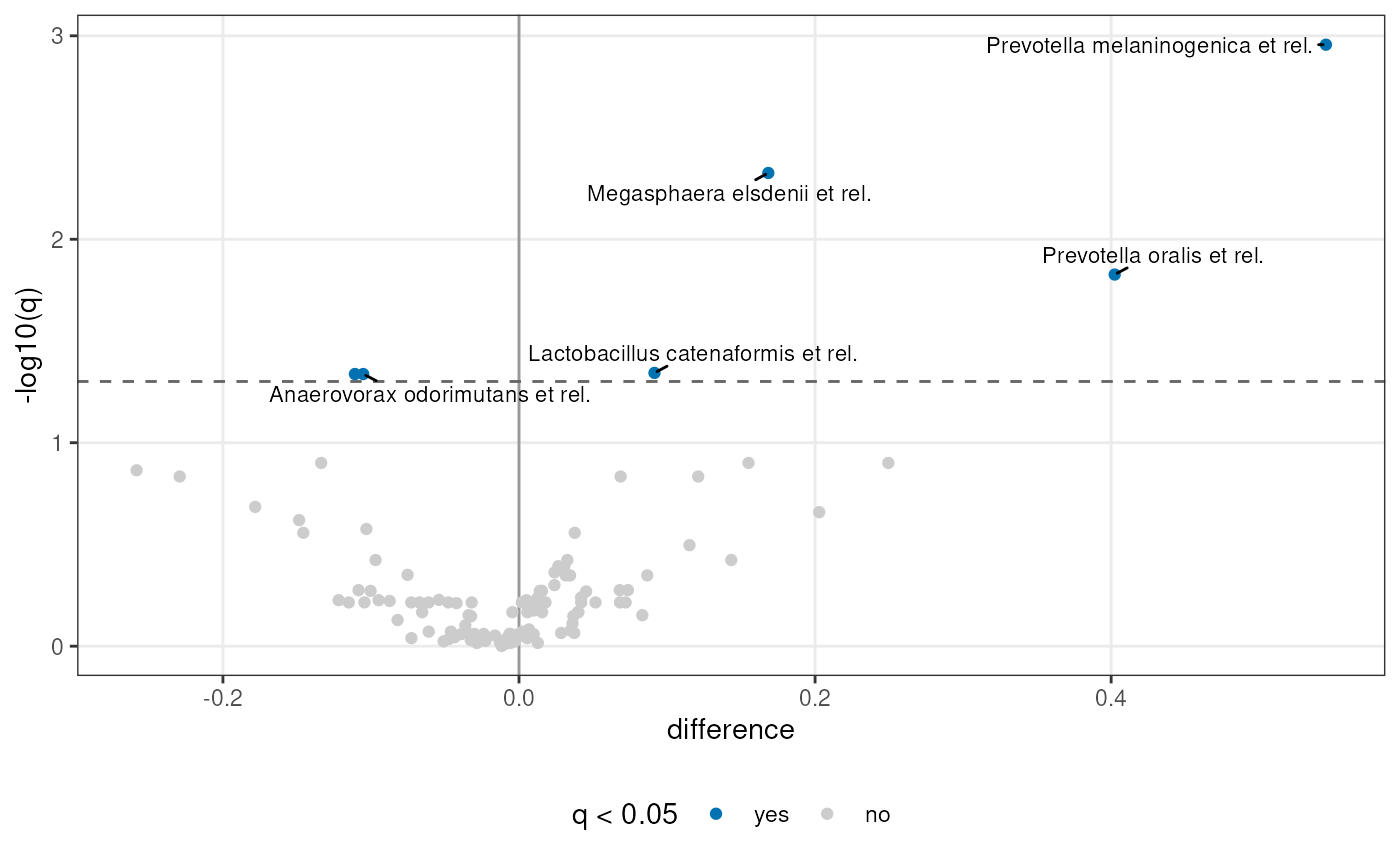 3
Prevotella melaninogenica et rel.
Megasphaera elsdenii et rel.
2
Prevotella oralis et rel.
-log10(q)
Lactobacillus catenaformis et rel.
Anaerovorax odorimutans et rel.
1
0
-0.2 0.0 0.2 0.4
difference
q < 0.05 yes no